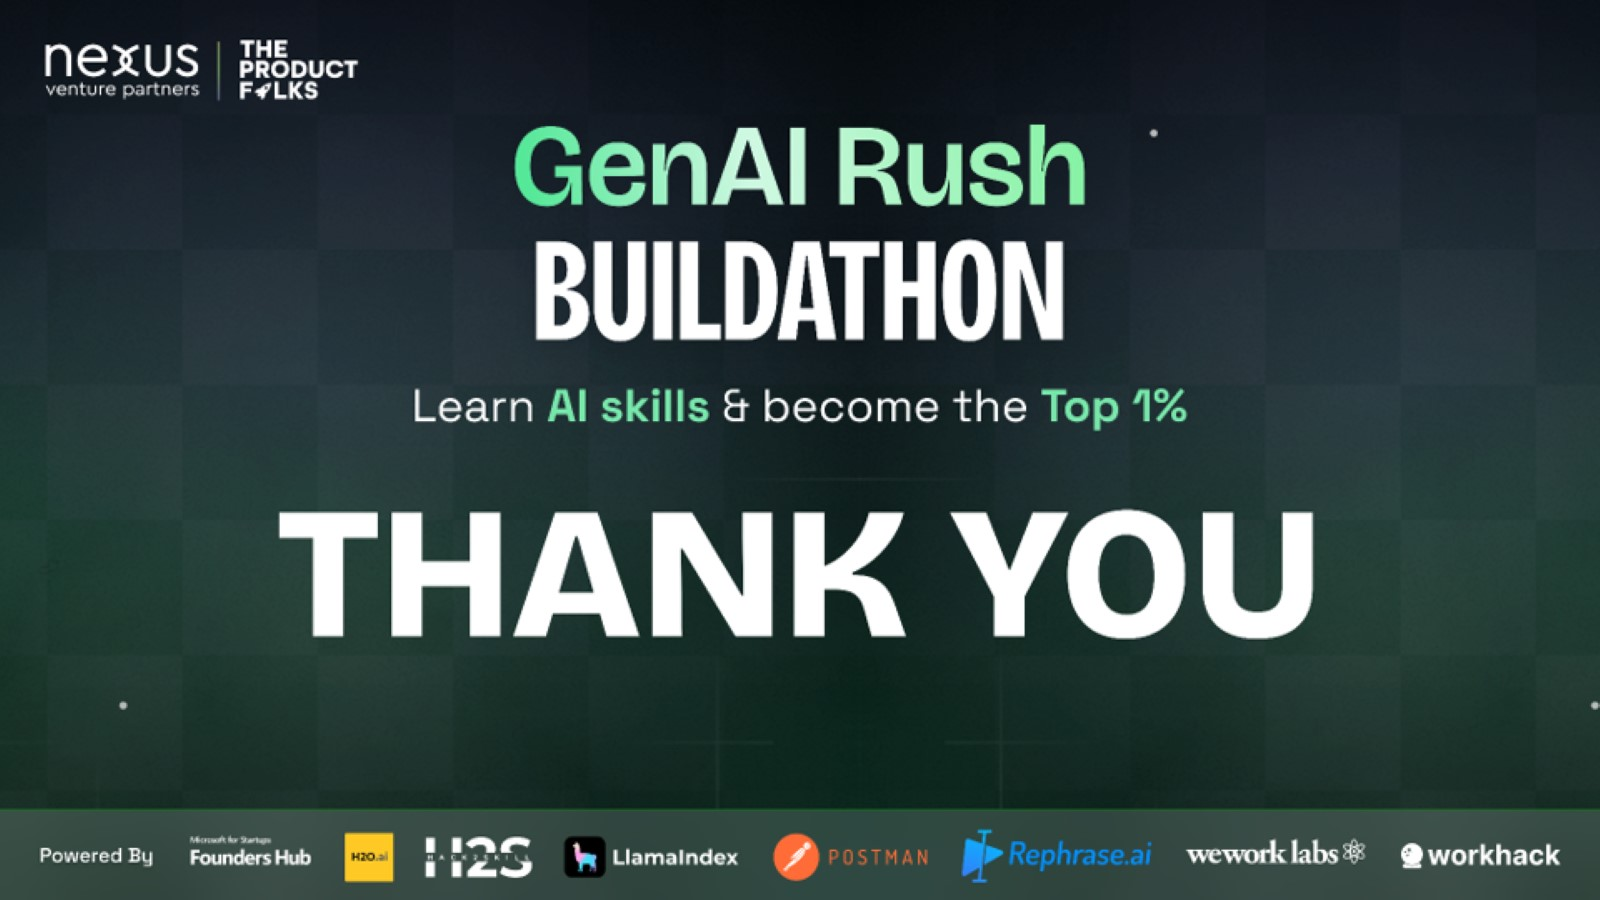 nexus
venture partners
THE
PRODUCT
FOLKS
GenAI Rush
BUILDATHON
Learn AI skills & become the Top 1%
THANK YOU
Powered By
Microsoft for Startups
Founders Hub
H2O.ai
H2S
HACK2SKILL
LlamaIndex
POSTMAN
Rephrase.ai
wework labs
workhack